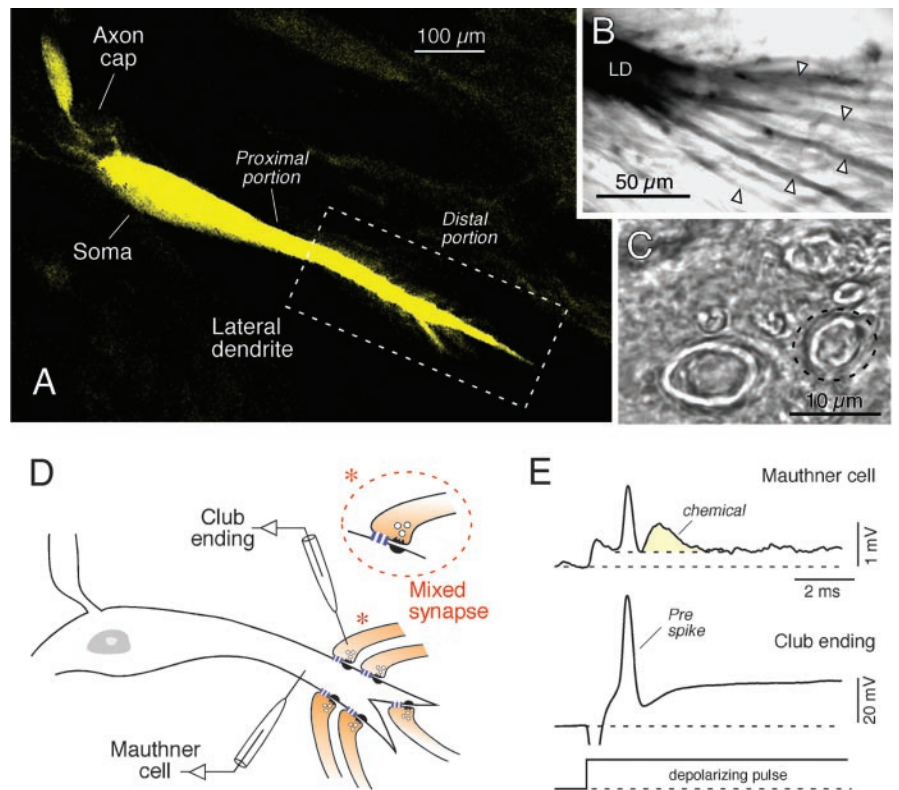 Axon
cap
100 µm
Proximal
portion
Soma
Distal
portion
Lateral
dendrite
A
B
LD
50 µm
C
10 µm
D
*
Club
ending
Mixed
synapse
*
Mauthner
cell
E
Mauthner cell
chemical
1 mV
2 ms
Pre
spike
Club ending
20 mV
depolarizing pulse